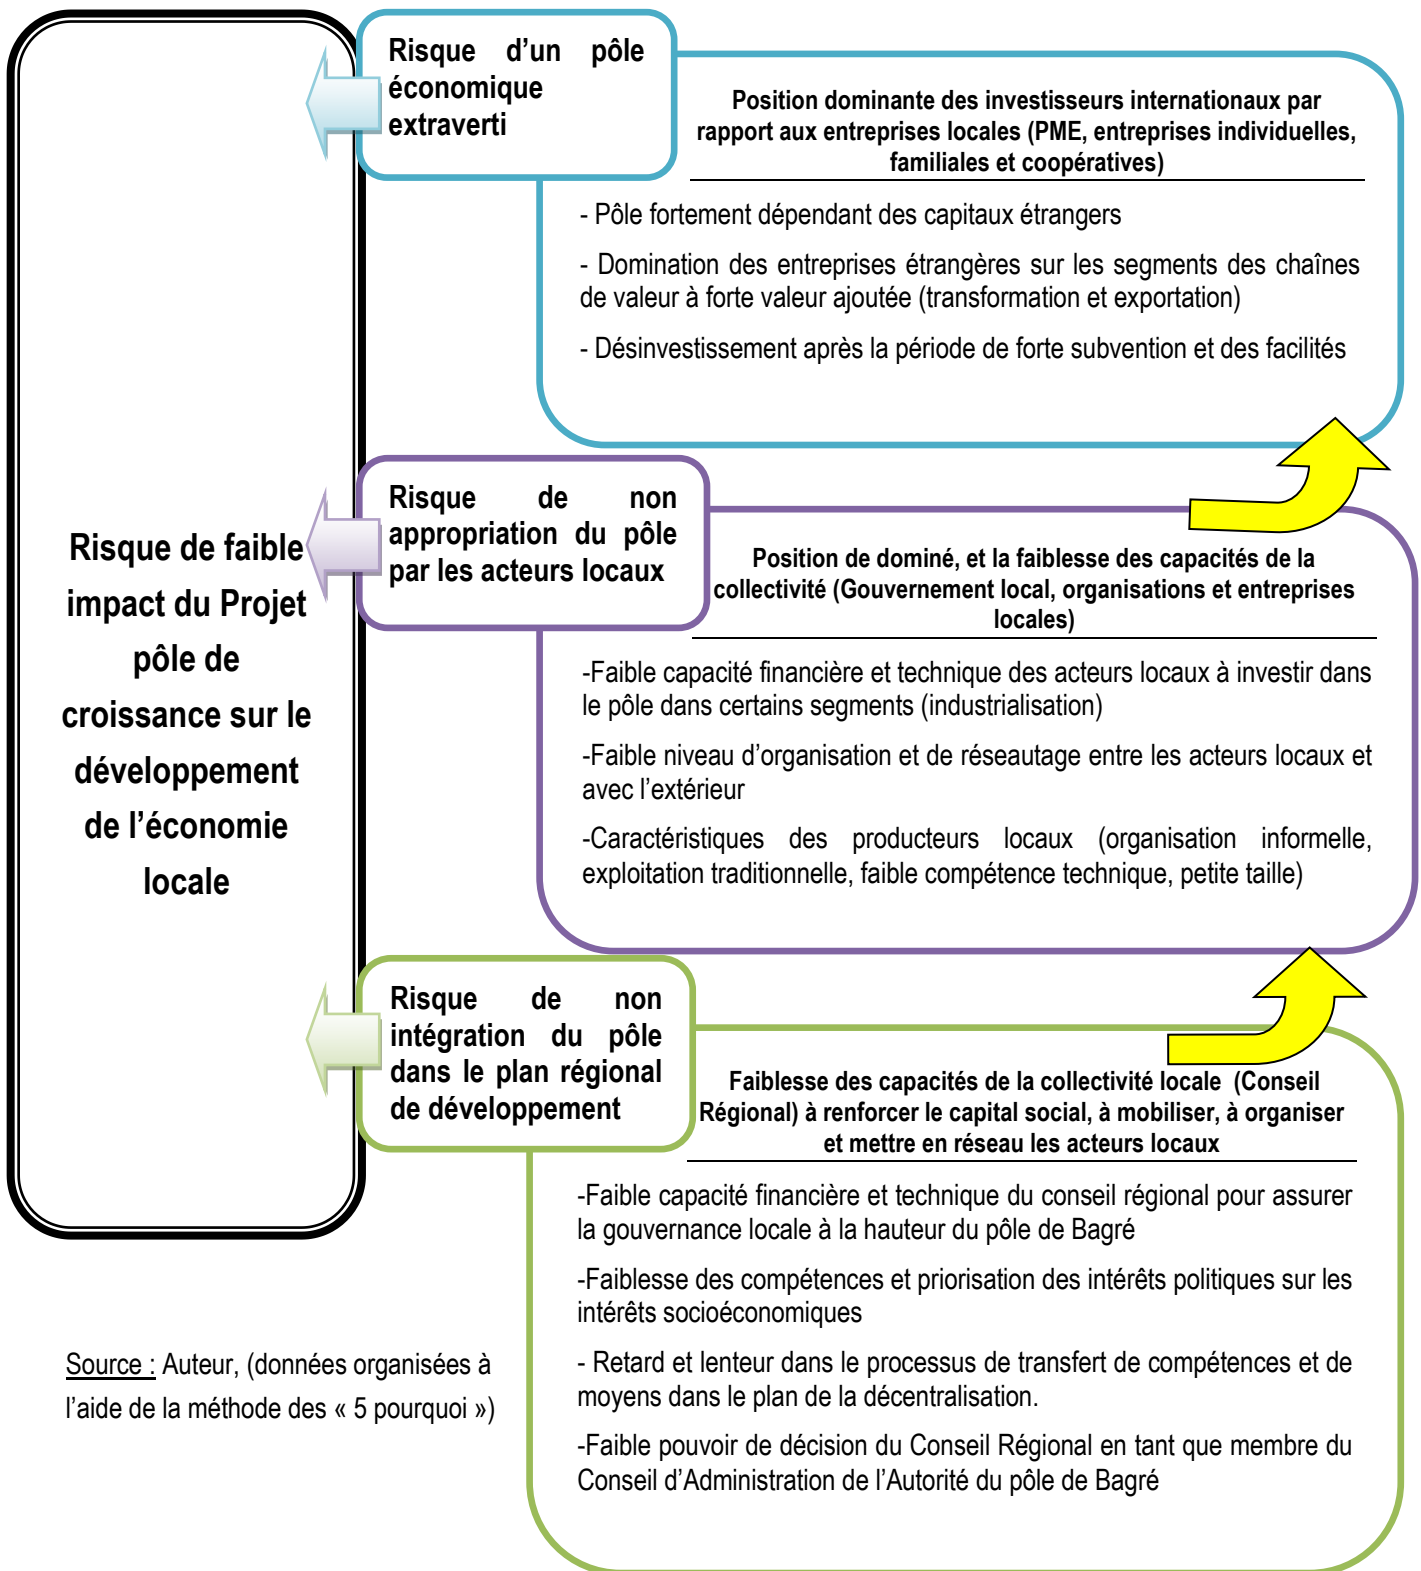 Risque d'un pôle
économique
extraverti
Position dominante des investisseurs internationaux par
rapport aux entreprises locales (PME, entreprises individuelles,
familiales et coopératives)
- Pôle fortement dépendant des capitaux étrangers
- Domination des entreprises étrangères sur les segments des chaînes
de valeur à forte valeur ajoutée (transformation et exportation)
- Désinvestissement après la période de forte subvention et des facilités
Risque de faible
impact du Projet
pôle de
croissance sur le
développement
de l'économie
locale
Risque de non
appropriation du pôle
par les acteurs locaux
Position de dominé, et la faiblesse des capacités de la
collectivité (Gouvernement local, organisations et entreprises
locales)
-Faible capacité financière et technique des acteurs locaux à investir dans
le pôle dans certains segments (industrialisation)
-Faible niveau d'organisation et de réseautage entre les acteurs locaux et
avec l'extérieur
-Caractéristiques des producteurs locaux (organisation informelle,
exploitation traditionnelle, faible compétence technique, petite taille)
Risque de non
intégration du pôle
dans le plan régional
de développement
Faiblesse des capacités de la collectivité locale (Conseil
Régional) à renforcer le capital social, à mobiliser, à organiser
et mettre en réseau les acteurs locaux
-Faible capacité financière et technique du conseil régional pour assurer
la gouvernance locale à la hauteur du pôle de Bagré
-Faiblesse des compétences et priorisation des intérêts politiques sur les
intérêts socioéconomiques
- Retard et lenteur dans le processus de transfert de compétences et de
moyens dans le plan de la décentralisation.
-Faible pouvoir de décision du Conseil Régional en tant que membre du
Conseil d'Administration de l'Autorité du pôle de Bagré
Source : Auteur, (données organisées à
l'aide de la méthode des « 5 pourquoi »)